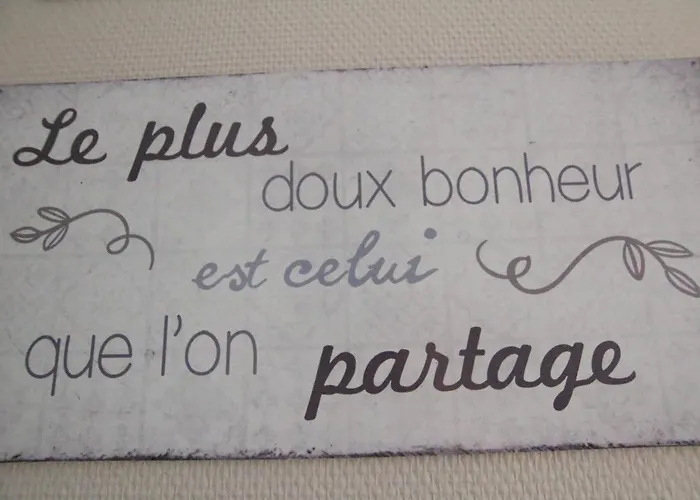 Le plus
doux bonheur
est celui
que l'on partage